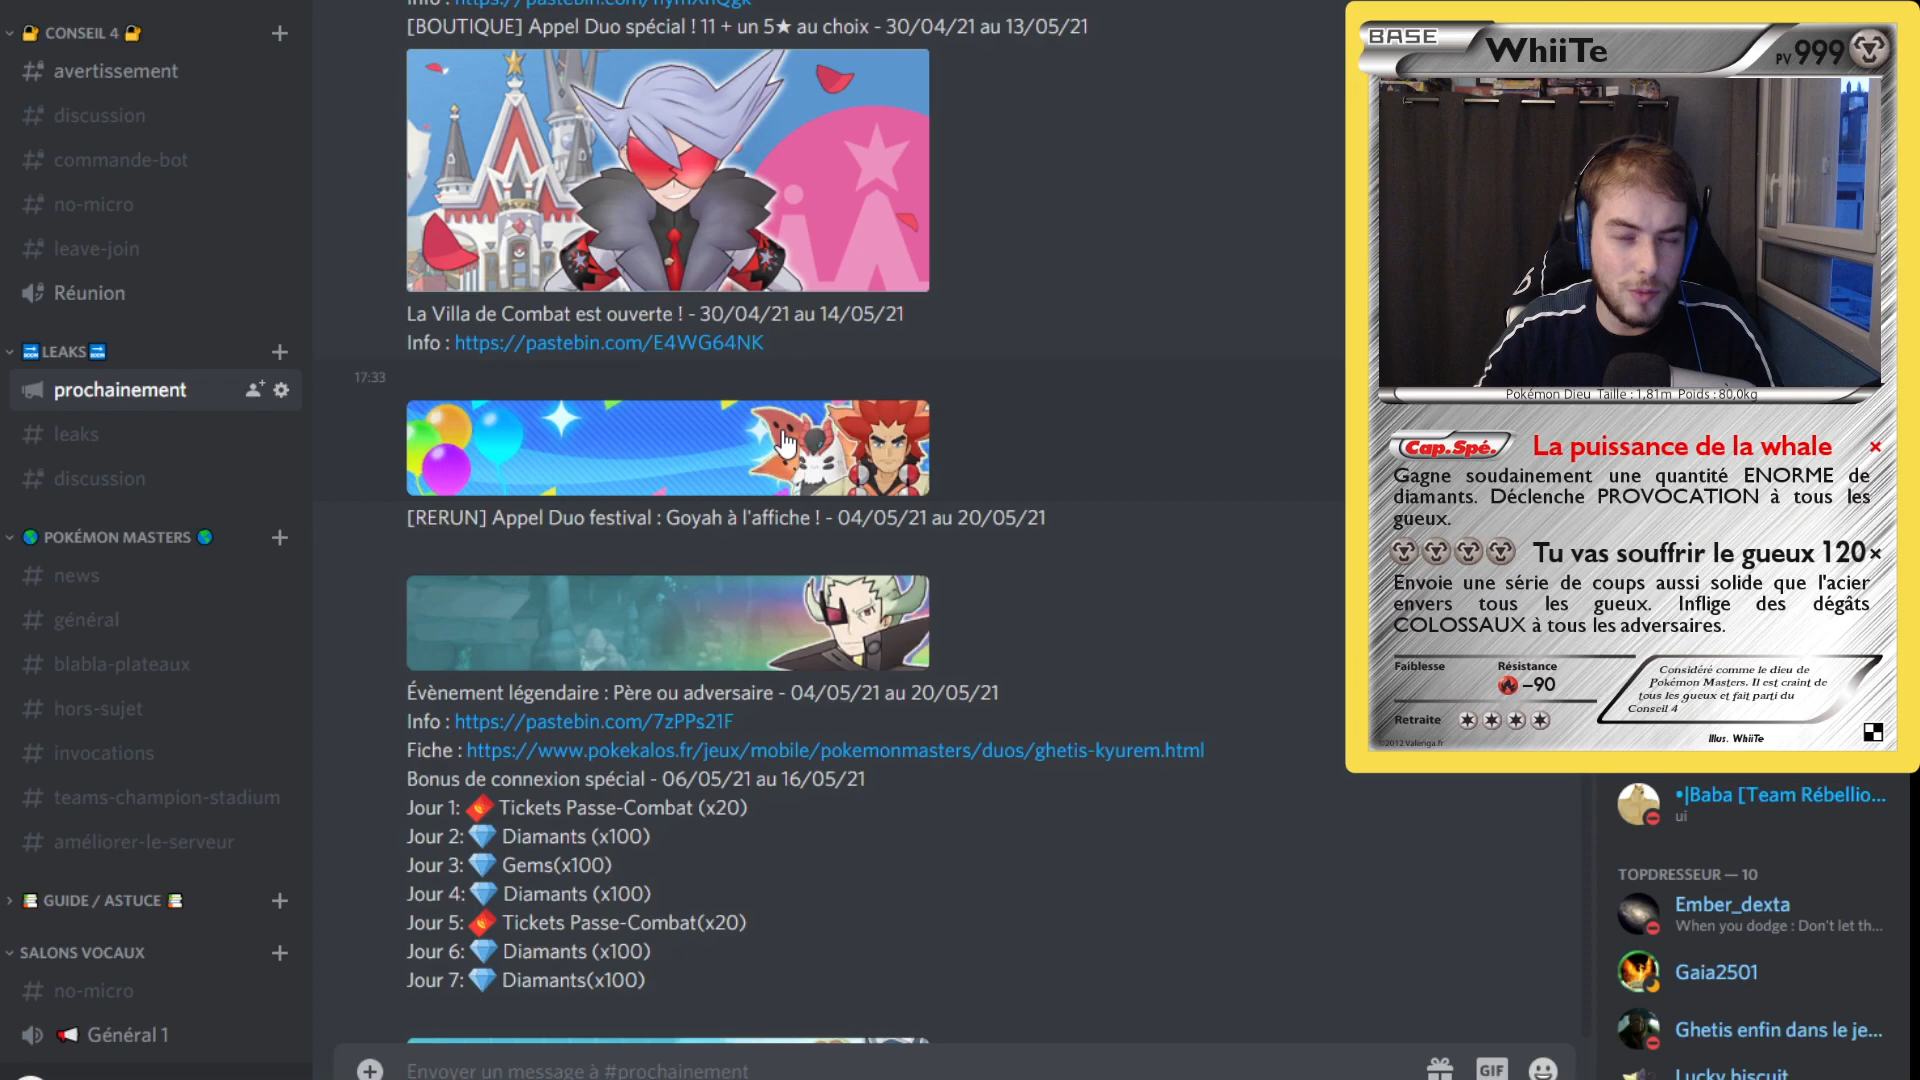 CONSEIL 4
avertissement
discussion
commande-bot
no-micro
leave-join
Réunion
LEAKS
prochainement
leaks
discussion
POKÉMON MASTERS
news
général
blabla-plateaux
hors-sujet
invocations
teams-champion-stadium
améliorer-le-serveur
GUIDE / ASTUCE
SALONS VOCAUX
no-micro
Général 1
[BOUTIQUE] Appel Duo spécial ! 11 + un 5★ au choix - 30/04/21 au 13/05/21
La Villa de Combat est ouverte ! - 30/04/21 au 14/05/21
Info : https://pastebin.com/E4WG64NK
17:33
[RERUN] Appel Duo festival : Goyah à l'affiche ! - 04/05/21 au 20/05/21
Évènement légendaire : Père ou adversaire - 04/05/21 au 20/05/21
Info : https://pastebin.com/7zPPs21F
Fiche : https://www.pokekalos.fr/jeux/mobile/pokemonmasters/duos/ghetis-kyurem.html
Bonus de connexion spécial - 06/05/21 au 16/05/21
Jour 1: Tickets Passe-Combat (x20)
Jour 2: Diamants (x100)
Jour 3: Gems(x100)
Jour 4: Diamants (x100)
Jour 5: Tickets Passe-Combat(x20)
Jour 6: Diamants (x100)
Jour 7: Diamants(x100)
Envoyer un message à #prochainement
GIF
BASE
WhiiTe
PV 999
Pokémon Dieu Taille : 1,81m Poids : 80,0kg
Cap.Spé. La puissance de la whale ×
Gagne soudainement une quantité ENORME de
diamants. Déclenche PROVOCATION à tous les
gueux.
Tu vas souffrir le gueux 120×
Envoie une série de coups aussi solide que l'acier
envers tous les gueux. Inflige des dégâts
COLOSSAUX à tous les adversaires.
Faiblesse
Résistance
-90
Retraite
Considéré comme le dieu de
Pokémon Masters. Il est craint de
tous les gueux et fait parti du
Conseil 4
Illus. WhiiTe
©2012 Valenga.fr
•|Baba [Team Rébellio...
ui
TOPDRESSEUR — 10
Ember_dexta
When you dodge : Don't let th...
Gaia2501
Ghetis enfin dans le je...
Lucky biscuit